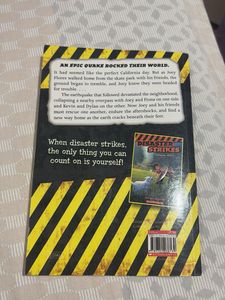 AN EPIC QUAKE ROCKED THEIR WORLD.
It had seemed like the perfect California day. But as Joey
Flores walked home from the skate park with his friends, the
ground began to tremble, and Joey knew they were headed
for trouble . . .
The earthquake that followed devastated the neighborhood,
collapsing a nearby overpass with Joey and Fiona on one side
and Kevin and Dylan on the other. Now Joey and his friends
must rescue one another, endure the aftershocks, and find a
new way home as the earth cracks beneath their feet.
When disaster strikes,
the only thing you can
count on is yourself!
DISASTER
STRIKES